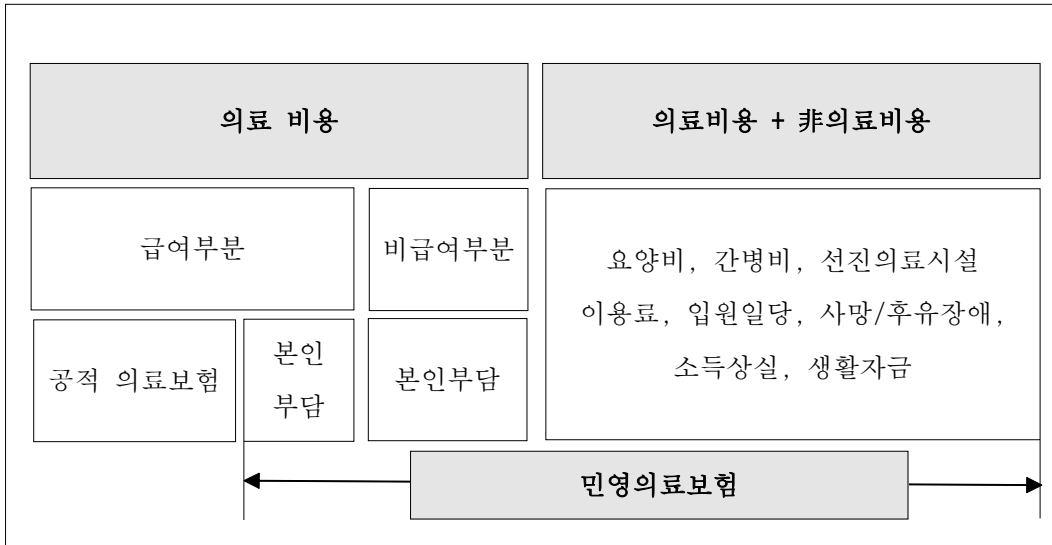 의료 비용
의료비용 + 非의료비용
급여부분
비급여부분
요양비, 간병비, 선진의료시설
이용료, 입원일당, 사망/후유장애,
소득상실, 생활자금
공적 의료보험
본인
부담
본인부담
민영의료보험